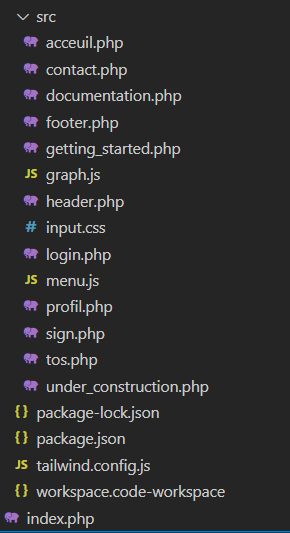 src
acceuil.php
contact.php
documentation.php
footer.php
getting_started.php
JS graph.js
header.php
# input.css
login.php
JS menu.js
profil.php
sign.php
tos.php
under_construction.php
{} package-lock.json
{} package.json
JS tailwind.config.js
{} workspace.code-workspace
index.php